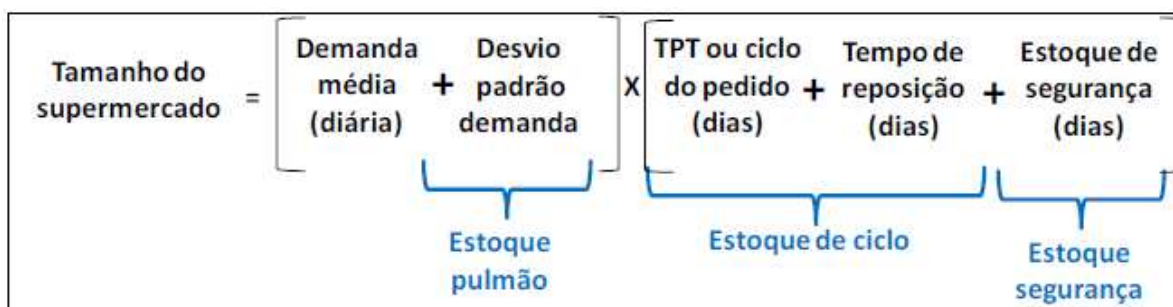 Tamanho do
supermercado
=
Demanda
média
(diária)
+
Desvio
padrão
demanda
X
TPT ou ciclo
do pedido
(dias)
+
Tempo de
reposição
(dias)
+
Estoque de
segurança
(dias)
Estoque
pulmão
Estoque de ciclo
Estoque
segurança